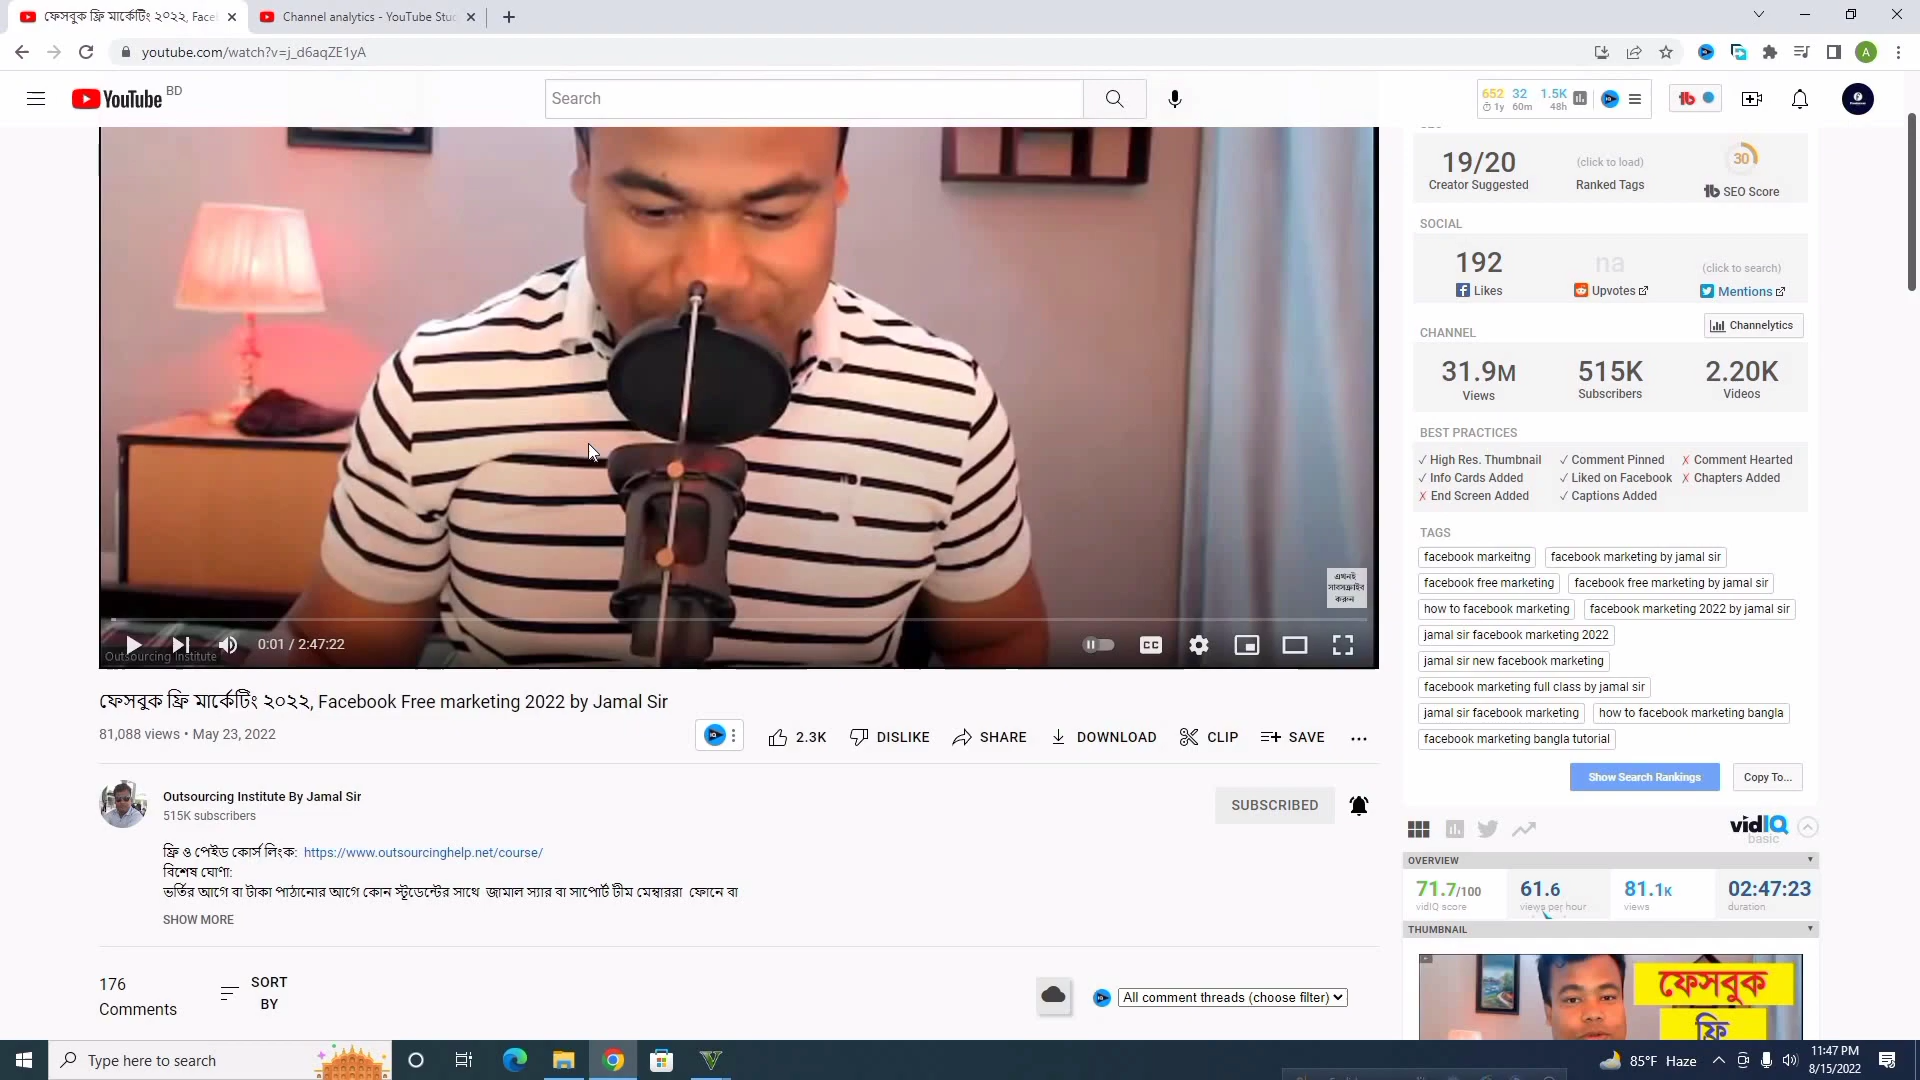 ফেসবুক ফ্রি মার্কেটিং ২০২২, Face
Channel analytics - YouTube Stu
youtube.com/watch?v=j_d6aqZE1yA
A
YouTube BD
Search
652 32 1.5K
1y 60m 48h
19/20 (click to load) 30
Creator Suggested Ranked Tags SEO Score
SOCIAL
192 na (click to search)
Likes Upvotes Mentions
CHANNEL Channelytics
31.9M 515K 2.20K
Views Subscribers Videos
BEST PRACTICES
✓ High Res. Thumbnail ✓ Comment Pinned ✗ Comment Hearted
✓ Info Cards Added ✓ Liked on Facebook ✗ Chapters Added
✗ End Screen Added ✓ Captions Added
TAGS
facebook markeitng facebook marketing by jamal sir
facebook free marketing facebook free marketing by jamal sir
how to facebook marketing facebook marketing 2022 by jamal sir
jamal sir facebook marketing 2022
jamal sir new facebook marketing
facebook marketing full class by jamal sir
jamal sir facebook marketing how to facebook marketing bangla
facebook marketing bangla tutorial
Show Search Rankings Copy To...
এখনই
সাবস্ক্রাইব
করুন
0:01 / 2:47:22
CC
Outsourcing Institute
ফেসবুক ফ্রি মার্কেটিং ২০২২, Facebook Free marketing 2022 by Jamal Sir
81,088 views • May 23, 2022
2.3K DISLIKE SHARE DOWNLOAD CLIP SAVE
Outsourcing Institute By Jamal Sir
515K subscribers
SUBSCRIBED
ফ্রি ও পেইড কোর্স লিংক: https://www.outsourcinghelp.net/course/
বিশেষ ঘোণা:
ভর্তির আগে বা টাকা পাঠানোর আগে কোন স্টুডেন্টের সাথে জামাল স্যার বা সাপোর্ট টীম মেম্বাররা ফোনে বা
SHOW MORE
176
Comments
SORT
BY
All comment threads (choose filter)
vidIQ
basic
OVERVIEW
71.7/100 61.6 81.1K 02:47:23
vidIQ score views per hour views duration
THUMBNAIL
ফেসবুক
ফ্রি
Type here to search
85°F Haze
11:47 PM
8/15/2022